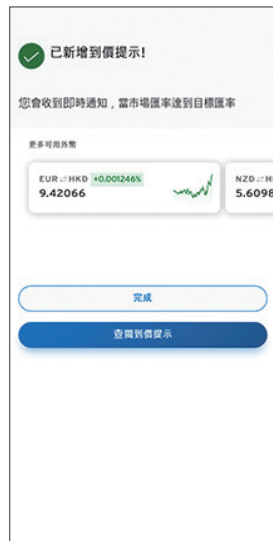 已新增到價提示!
您會收到即時通知，當市場匯率達到目標匯率
更多可用外幣
EUR ⇄ HKD +0.001246%
9.42066
NZD ⇄ H
5.6098
完成
查閱到價提示